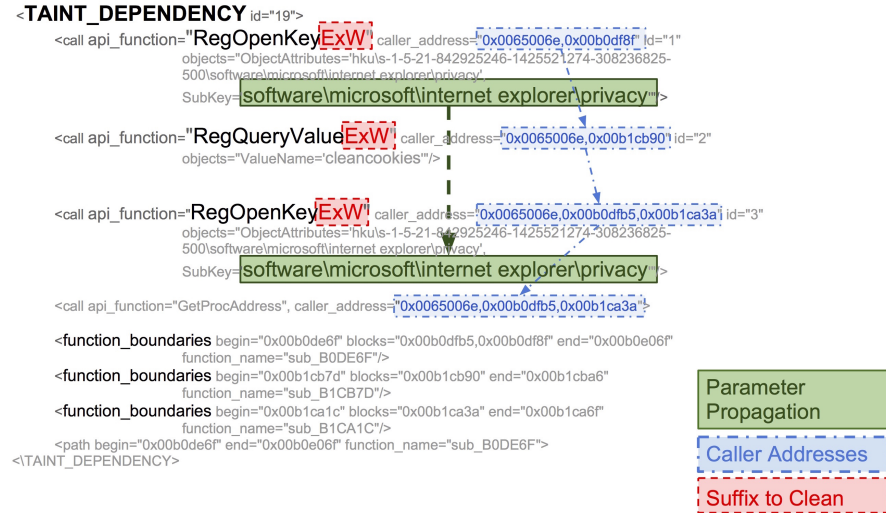 <TAINT_DEPENDENCY id="19">
<call api_function="RegOpenKeyExW" caller_address="0x0065006e,0x00b0df8f" id="1"
objects="ObjectAttributes='hku\s-1-5-21-842925246-1425521274-308236825-
500\software\microsoft\internet explorer\privacy',
SubKey='software\microsoft\internet explorer\privacy'"/>
<call api_function="RegQueryValueExW" caller_address="0x0065006e,0x00b1cb90" id="2"
objects="ValueName='cleancookies'"/>
<call api_function="RegOpenKeyExW" caller_address="0x0065006e,0x00b0dfb5,0x00b1ca3a" id="3"
objects="ObjectAttributes='hku\s-1-5-21-842925246-1425521274-308236825-
500\software\microsoft\internet explorer\privacy',
SubKey='software\microsoft\internet explorer\privacy'"/>
<call api_function="GetProcAddress", caller_address="0x0065006e,0x00b0dfb5,0x00b1ca3a">
<function_boundaries begin="0x00b0de6f" blocks="0x00b0dfb5,0x00b0df8f" end="0x00b0e06f"
function_name="sub_B0DE6F"/>
<function_boundaries begin="0x00b1cb7d" blocks="0x00b1cb90" end="0x00b1cba6"
function_name="sub_B1CB7D"/>
<function_boundaries begin="0x00b1ca1c" blocks="0x00b1ca3a" end="0x00b1ca6f"
function_name="sub_B1CA1C"/>
<path begin="0x00b0de6f" end="0x00b0e06f" function_name="sub_B0DE6F">
<\TAINT_DEPENDENCY>
Parameter
Propagation
Caller Addresses
Suffix to Clean